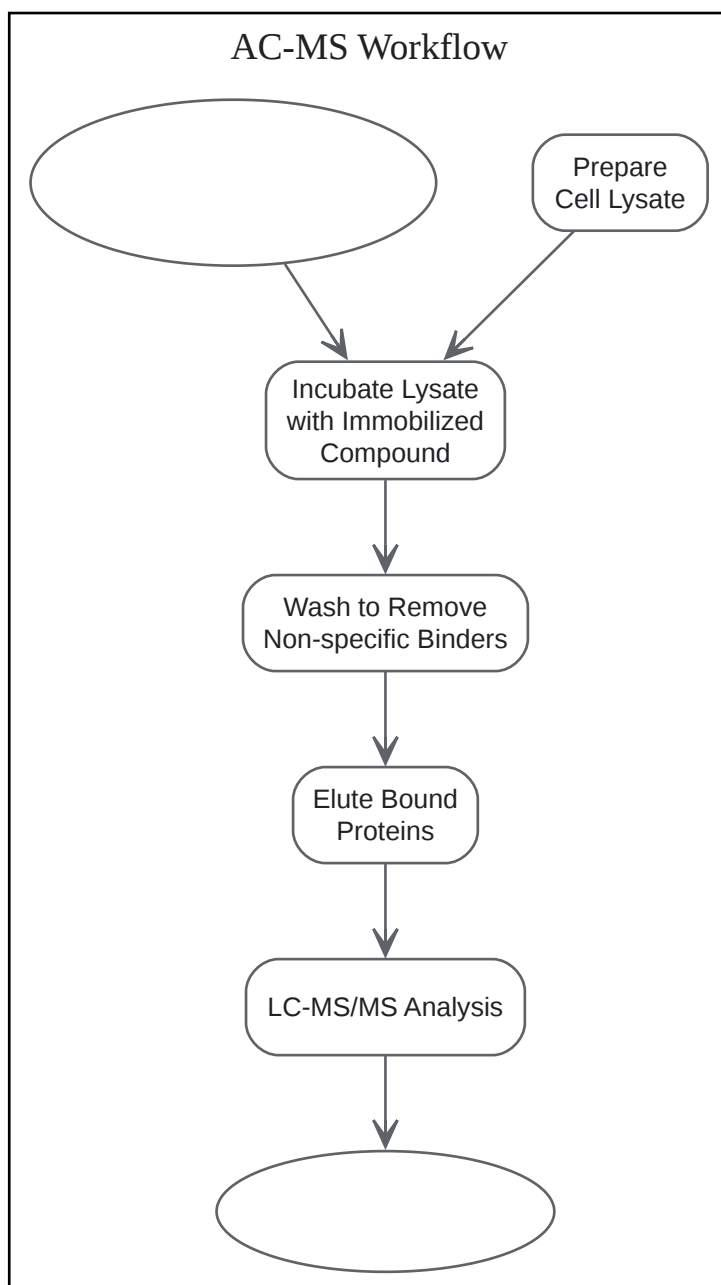 AC-MS Workflow
Prepare
Cell Lysate
Incubate Lysate
with Immobilized
Compound
Wash to Remove
Non-specific Binders
Elute Bound
Proteins
LC-MS/MS Analysis